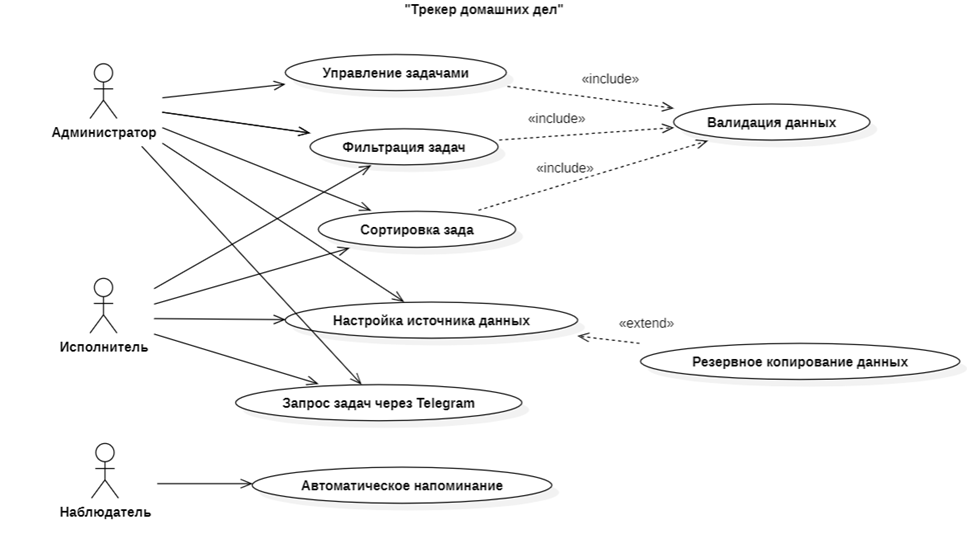 "Трекер домашних дел"
Управление задачами
«include»
Администратор
Валидация данных
«include»
Фильтрация задач
«include»
Сортировка зада
Исполнитель
Настройка источника данных
«extend»
Резервное копирование данных
Запрос задач через Telegram
Наблюдатель
Автоматическое напоминание